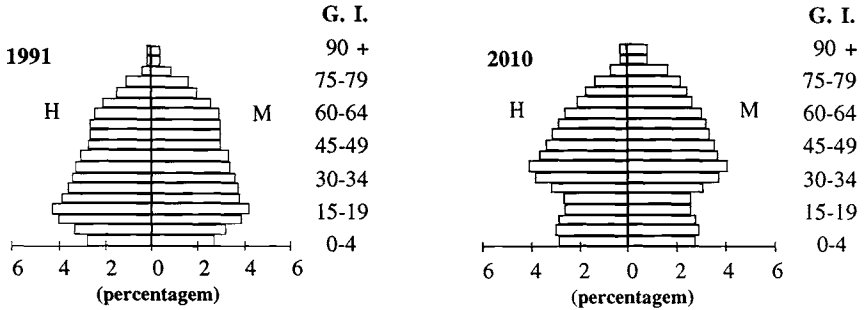 G. I.
1991
90 +
75-79
H
M
60-64
45-49
30-34
15-19
0-4
6 4 2 0 2 4 6
(percentagem)
G. I.
2010
90 +
75-79
H
M
60-64
45-49
30-34
15-19
0-4
6 4 2 0 2 4 6
(percentagem)